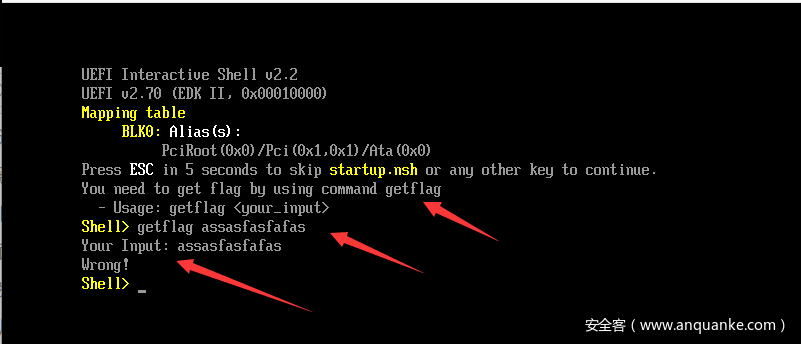 UEFI Interactive Shell v2.2
UEFI v2.70 (EDK II, 0x00010000)
Mapping table
BLK0: Alias(s):
PciRoot(0x0)/Pci(0x1,0x1)/Ata(0x0)
Press ESC in 5 seconds to skip startup.nsh or any other key to continue.
You need to get flag by using command getflag
- Usage: getflag <your_input>
Shell> getflag assasfasfafas
Your Input: assasfasfafas
Wrong!
Shell> _
安全客（www.anquanke.com）